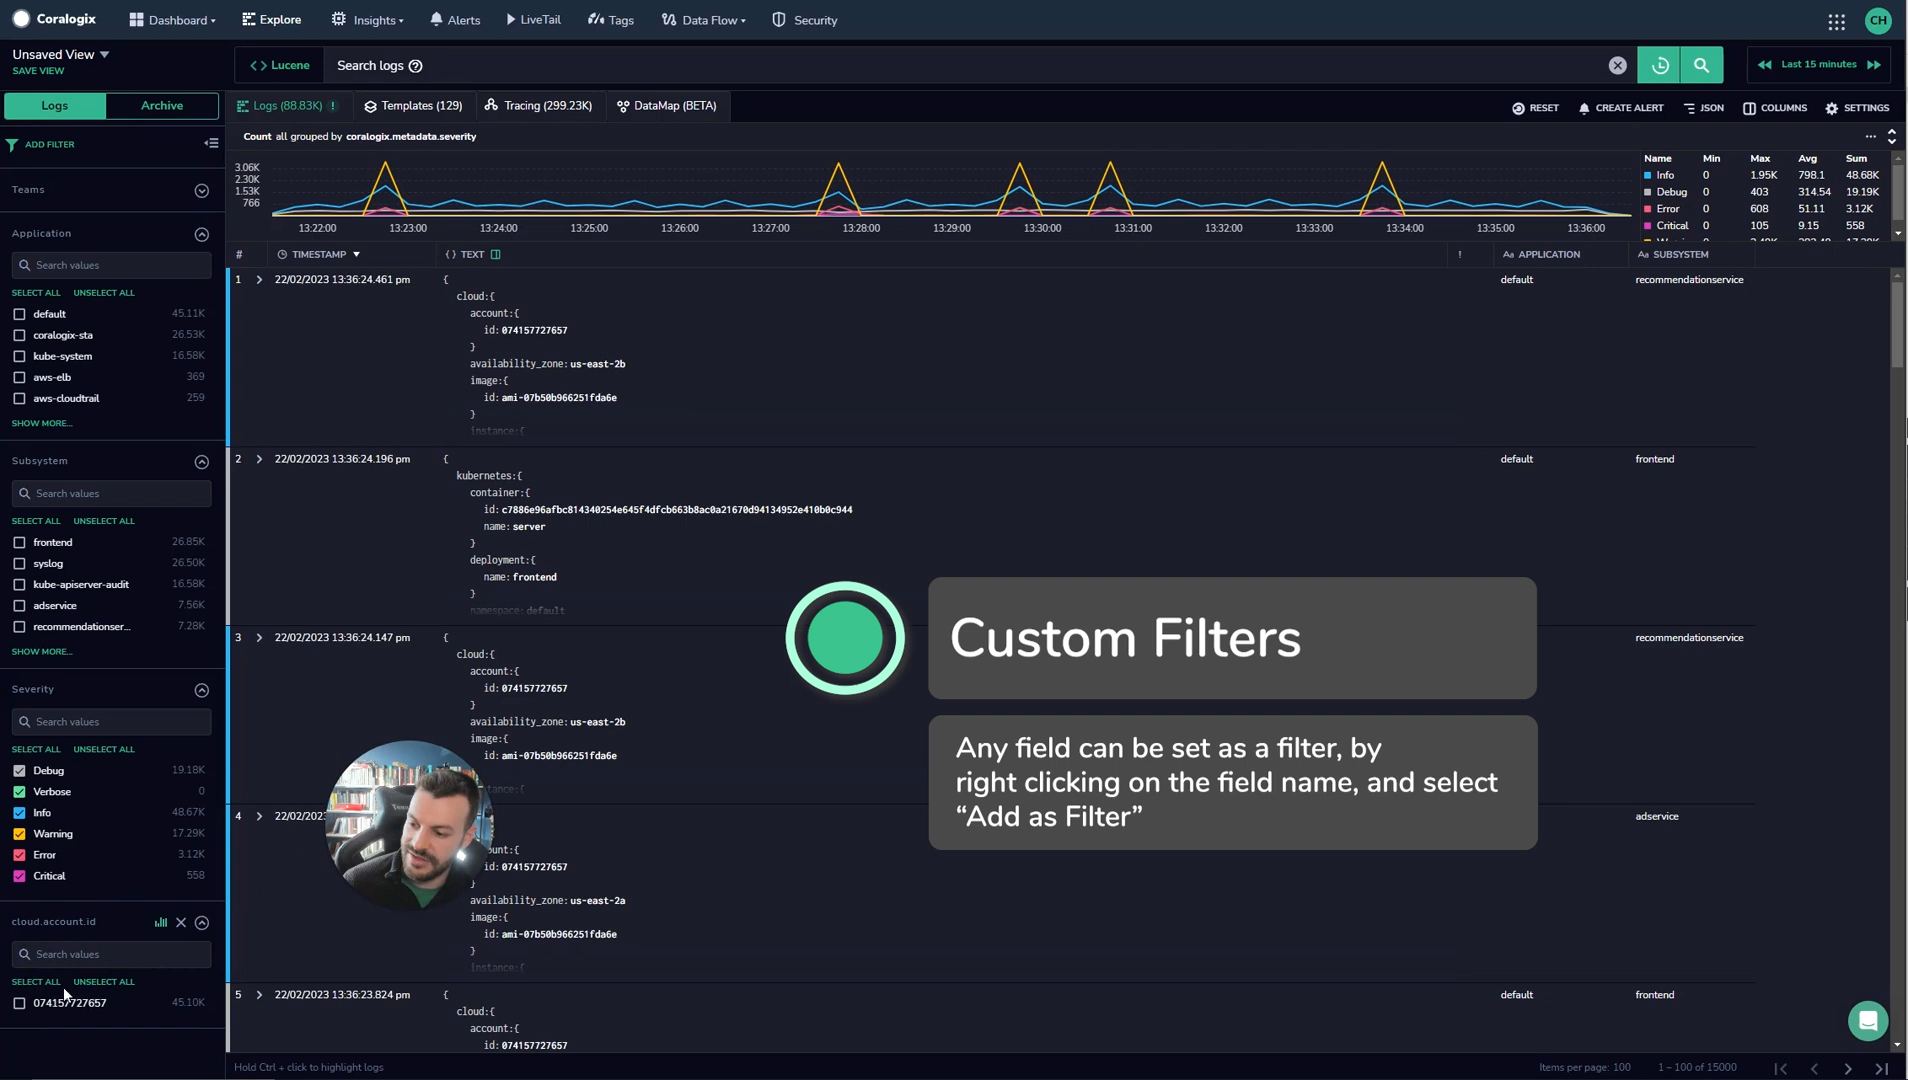 Coralogix
Dashboard
Explore
Insights
Alerts
LiveTail
Tags
Data Flow
Security
CH
Unsaved View
SAVE VIEW
<> Lucene
Search logs
Last 15 minutes
Logs
Archive
Logs (88.83K) !
Templates (129)
Tracing (299.23K)
DataMap (BETA)
RESET
CREATE ALERT
JSON
COLUMNS
SETTINGS
ADD FILTER
Count all grouped by coralogix.metadata.severity
3.06K
2.30K
1.53K
766
13:22:00 13:23:00 13:24:00 13:25:00 13:26:00 13:27:00 13:28:00 13:29:00 13:30:00 13:31:00 13:32:00 13:33:00 13:34:00 13:35:00 13:36:00
Name Min Max Avg Sum
Info 0 1.95K 798.1 48.68K
Debug 0 403 314.54 19.19K
Error 0 608 51.11 3.12K
Critical 0 105 9.15 558
Teams
Application
Search values
SELECT ALL UNSELECT ALL
default 45.11K
coralogix-sta 26.53K
kube-system 16.58K
aws-elb 369
aws-cloudtrail 259
SHOW MORE...
Subsystem
Search values
SELECT ALL UNSELECT ALL
frontend 26.85K
syslog 26.50K
kube-apiserver-audit 16.58K
adservice 7.56K
recommendationser... 7.28K
SHOW MORE...
Severity
Search values
SELECT ALL UNSELECT ALL
Debug 19.18K
Verbose 0
Info 48.67K
Warning 17.29K
Error 3.12K
Critical 558
cloud.account.id
Search values
SELECT ALL UNSELECT ALL
074157727657 45.10K
# TIMESTAMP {} TEXT ! Aa APPLICATION Aa SUBSYSTEM
1 > 22/02/2023 13:36:24.461 pm { default recommendationservice
cloud:{
account:{
id: 074157727657
}
availability_zone: us-east-2b
image:{
id: ami-07b50b966251fda6e
}
instance:{
2 > 22/02/2023 13:36:24.196 pm { default frontend
kubernetes:{
container:{
id: c7886e96afbc814340254e645f4dfcb663b8ac0a21670d94134952e410b0c944
name: server
}
deployment:{
name: frontend
}
namespace: default
3 > 22/02/2023 13:36:24.147 pm { recommendationservice
cloud:{
account:{
id: 074157727657
}
availability_zone: us-east-2b
image:{
id: ami-07b50b966251fda6e
Custom Filters
Any field can be set as a filter, by
right clicking on the field name, and select
“Add as Filter”
4 > 22/02/202 adservice
id: 074157727657
}
availability_zone: us-east-2a
image:{
id: ami-07b50b966251fda6e
}
instance:{
5 > 22/02/2023 13:36:23.824 pm { default frontend
cloud:{
account:{
id: 074157727657
Hold Ctrl + click to highlight logs
Items per page: 100
1 – 100 of 15000